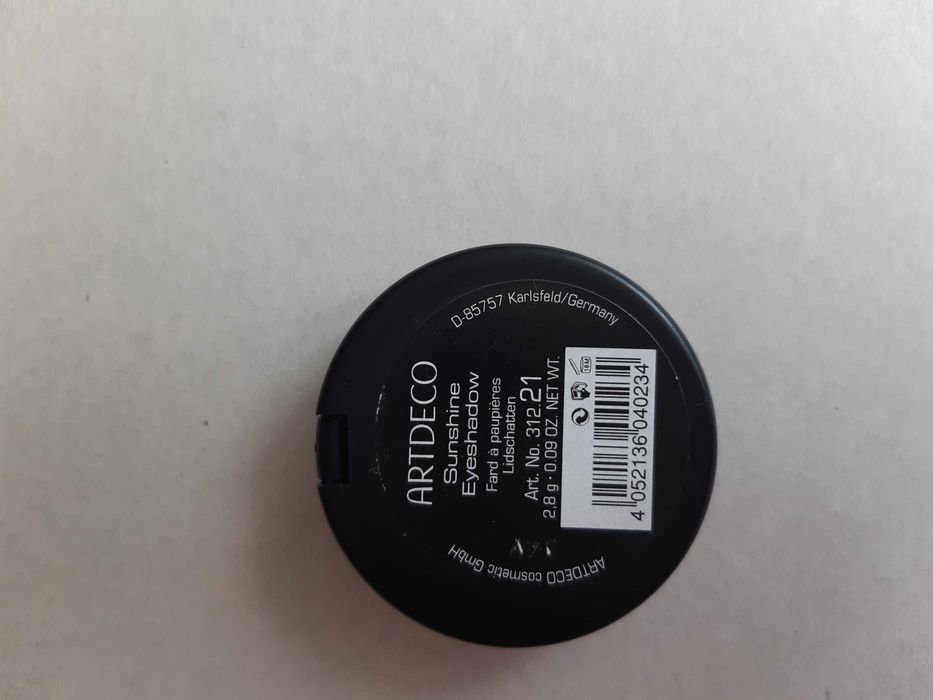 D-85757 Karlsfeld/Germany
ARTDECO
Sunshine
Eyeshadow
Fard à paupières
Lidschatten
Art. No. 312.21
2,8 g · 0.09 OZ. NET WT.
18M
4 052136 040234
ARTDECO cosmetic GmbH